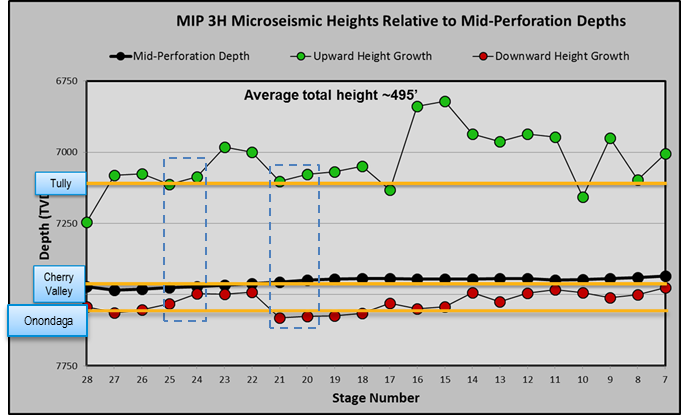 MIP 3H Microseismic Heights Relative to Mid-Perforation Depths
Mid-Perforation Depth Upward Height Growth Downward Height Growth
6750
Average total height ~495'
7000
Tully
Depth (TVD
7250
Cherry
Valley
Onondaga
7750
28 27 26 25 24 23 22 21 20 19 18 17 16 15 14 13 12 11 10 9 8 7
Stage Number